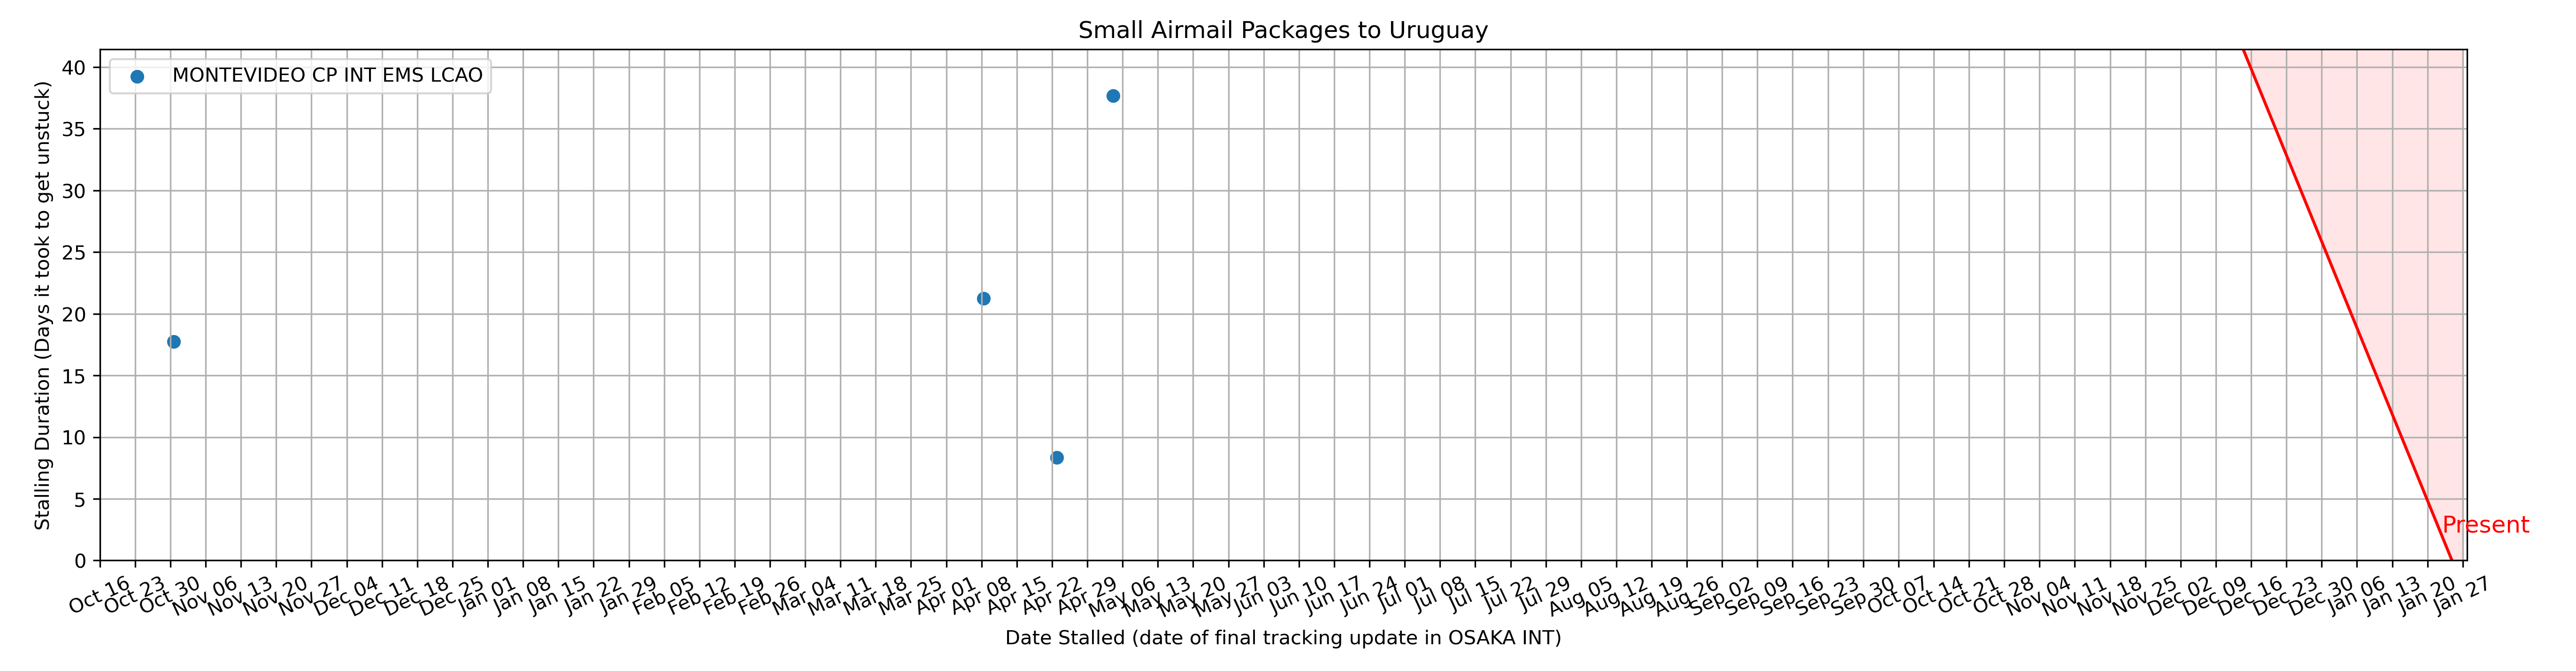 Small Airmail Packages to Uruguay
MONTEVIDEO CP INT EMS LCAO
Stalling Duration (Days it took to get unstuck)
40
35
30
25
20
15
10
5
0
Present
Oct 16 Oct 23 Oct 30 Nov 06 Nov 13 Nov 20 Nov 27 Dec 04 Dec 11 Dec 18 Dec 25 Jan 01 Jan 08 Jan 15 Jan 22 Jan 29 Feb 05 Feb 12 Feb 19 Feb 26 Mar 04 Mar 11 Mar 18 Mar 25 Apr 01 Apr 08 Apr 15 Apr 22 Apr 29 May 06 May 13 May 20 May 27 Jun 03 Jun 10 Jun 17 Jun 24 Jul 01 Jul 08 Jul 15 Jul 22 Jul 29 Aug 05 Aug 12 Aug 19 Aug 26 Sep 02 Sep 09 Sep 16 Sep 23 Sep 30 Oct 07 Oct 14 Oct 21 Oct 28 Nov 04 Nov 11 Nov 18 Nov 25 Dec 02 Dec 09 Dec 16 Dec 23 Dec 30 Jan 06 Jan 13 Jan 20 Jan 27
Date Stalled (date of final tracking update in OSAKA INT)